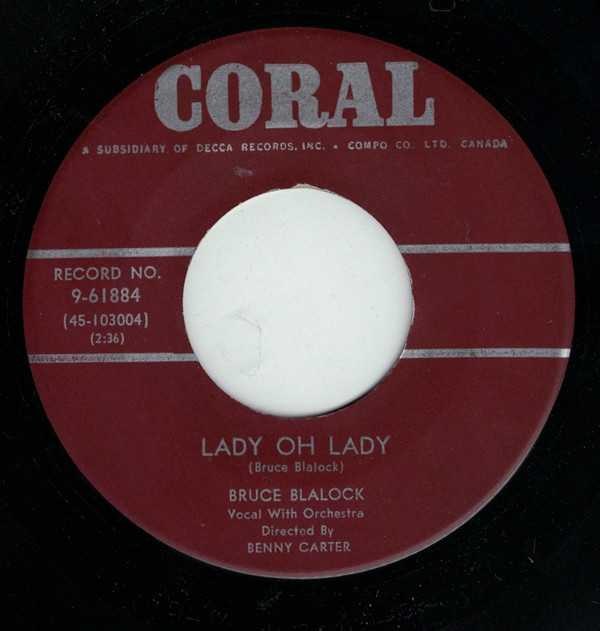 CORAL
A SUBSIDIARY OF DECCA RECORDS, INC. • COMPO CO. LTD. CANADA
RECORD NO.
9-61884
(45-103004)
(2:36)
LADY OH LADY
(Bruce Blalock)
BRUCE BLALOCK
Vocal With Orchestra
Directed By
BENNY CARTER